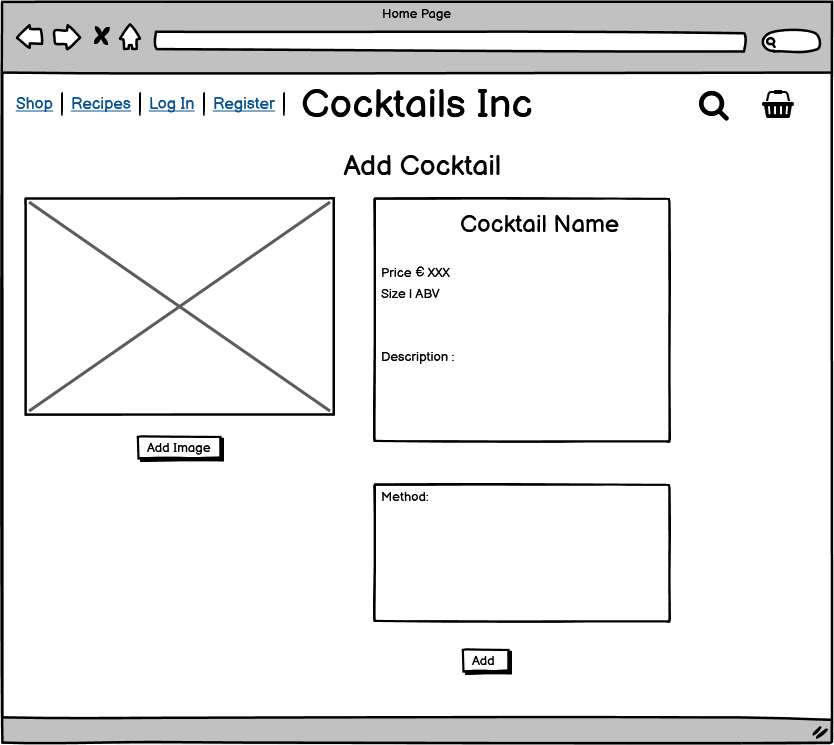 Home Page
Shop | Recipes | Log In | Register | Cocktails Inc
Add Cocktail
Cocktail Name
Price € XXX
Size | ABV
Description :
Add Image
Method:
Add